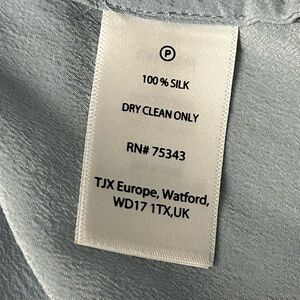 P
100 % SILK
DRY CLEAN ONLY
RN# 75343
TJX Europe, Watford,
WD17 1TX,UK